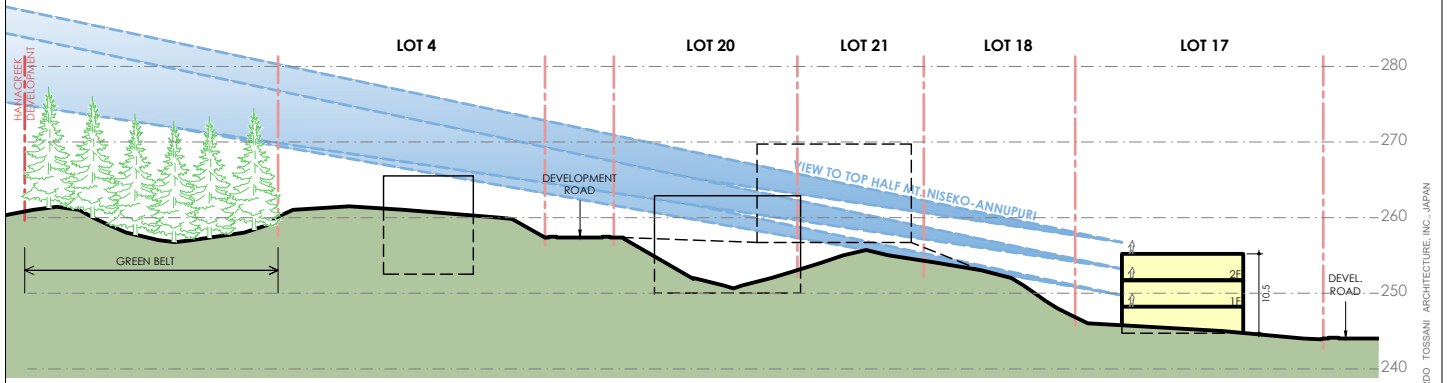 LOT 4
LOT 20
LOT 21
LOT 18
LOT 17
HANACREEK
DEVELOPMENT
280
270
260
250
240
VIEW TO TOP HALF MT. NISEKO-ANNUPURI
DEVELOPMENT
ROAD
GREEN BELT
2F
1F
10.5
DEVEL.
ROAD
TOSSANI ARCHITECTURE, INC., JAPAN